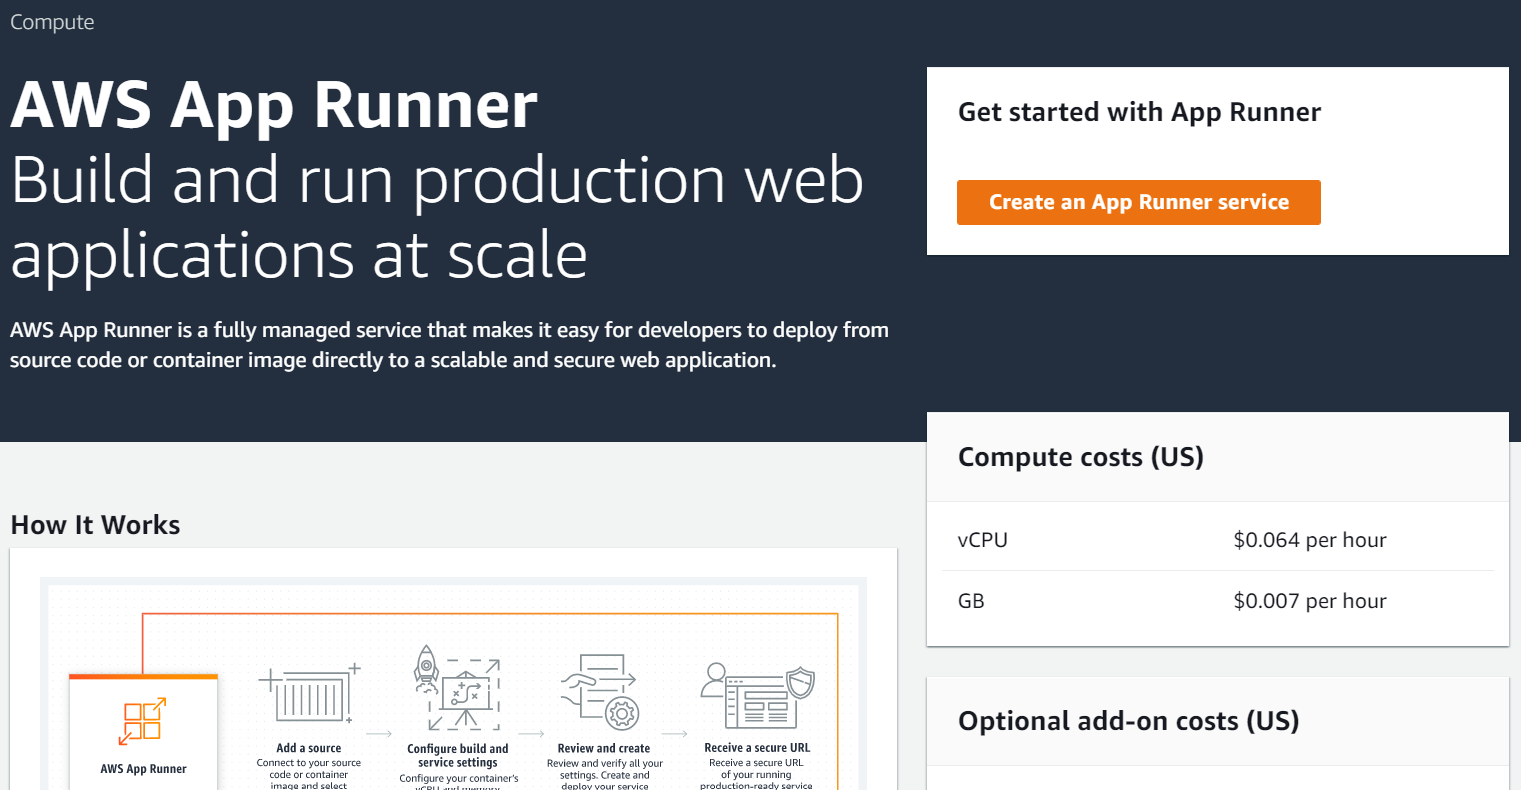 Compute
AWS App Runner
Build and run production web
applications at scale
AWS App Runner is a fully managed service that makes it easy for developers to deploy from
source code or container image directly to a scalable and secure web application.
Get started with App Runner
Create an App Runner service
Compute costs (US)
vCPU $0.064 per hour
GB $0.007 per hour
Optional add-on costs (US)
How It Works
AWS App Runner
Add a source
Connect to your source
code or container
image and select
Configure build and
service settings
Configure your container's
vCPU and memory
Review and create
Review and verify all your
settings. Create and
deploy your service
Receive a secure URL
Receive a secure URL
of your running
production-ready service